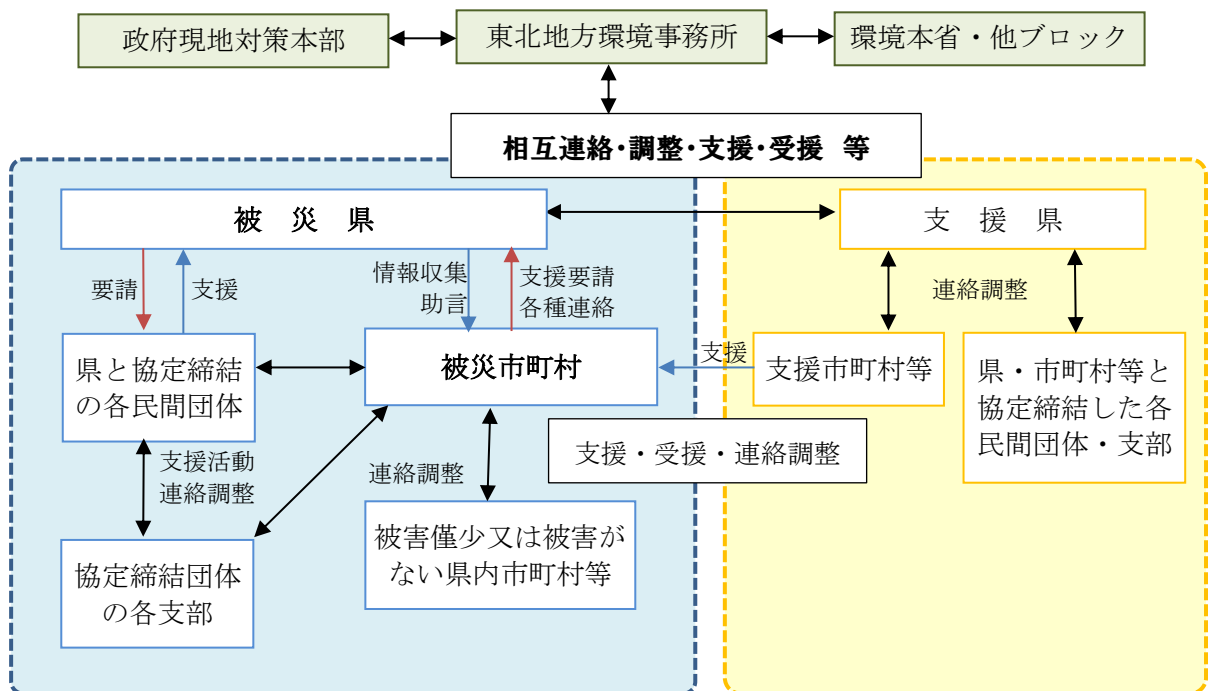 政府現地対策本部
東北地方環境事務所
環境本省・他ブロック
相互連絡・調整・支援・受援 等
被 災 県
支 援 県
要請
支援
情報収集
助言
支援要請
各種連絡
連絡調整
県と協定締結
の各民間団体
被災市町村
支援
支援市町村等
県・市町村等と
協定締結した各
民間団体・支部
支援活動
連絡調整
連絡調整
支援・受援・連絡調整
協定締結団体
の各支部
被害僅少又は被害が
ない県内市町村等